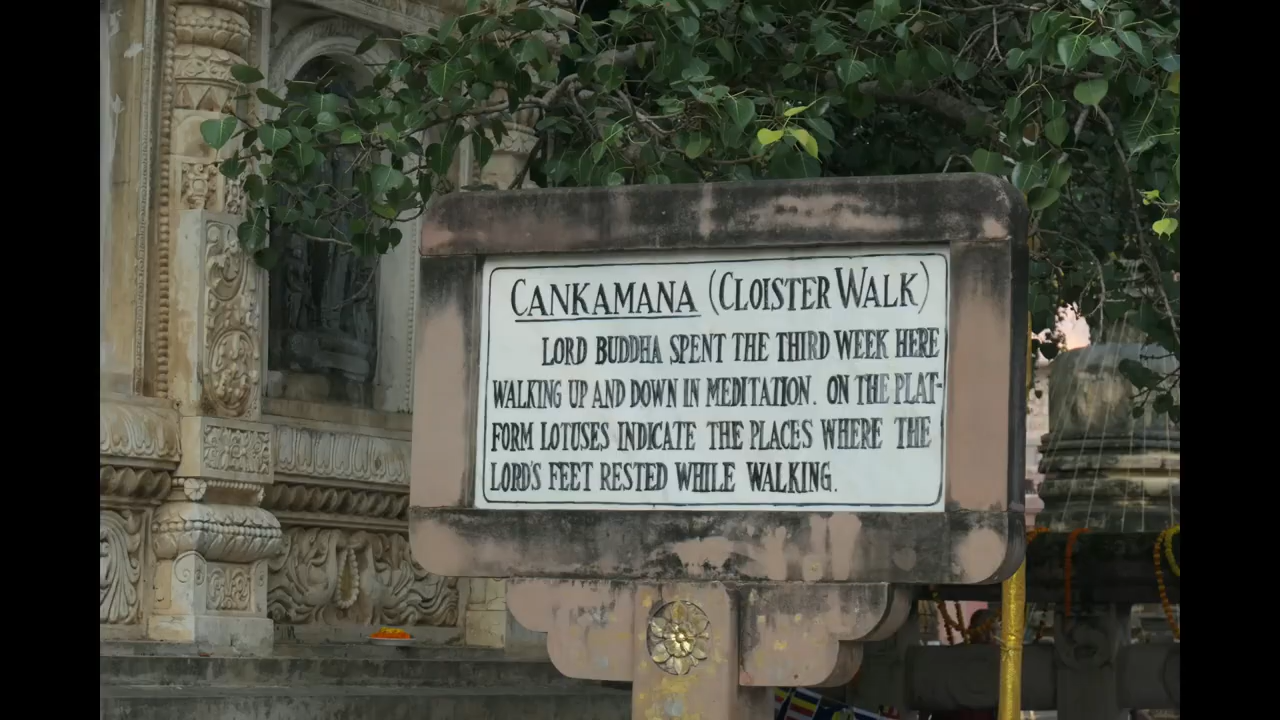 CANKAMANA (CLOISTER WALK)
LORD BUDDHA SPENT THE THIRD WEEK HERE
WALKING UP AND DOWN IN MEDITATION. ON THE PLAT-
FORM LOTUSES INDICATE THE PLACES WHERE THE
LORD'S FEET RESTED WHILE WALKING.